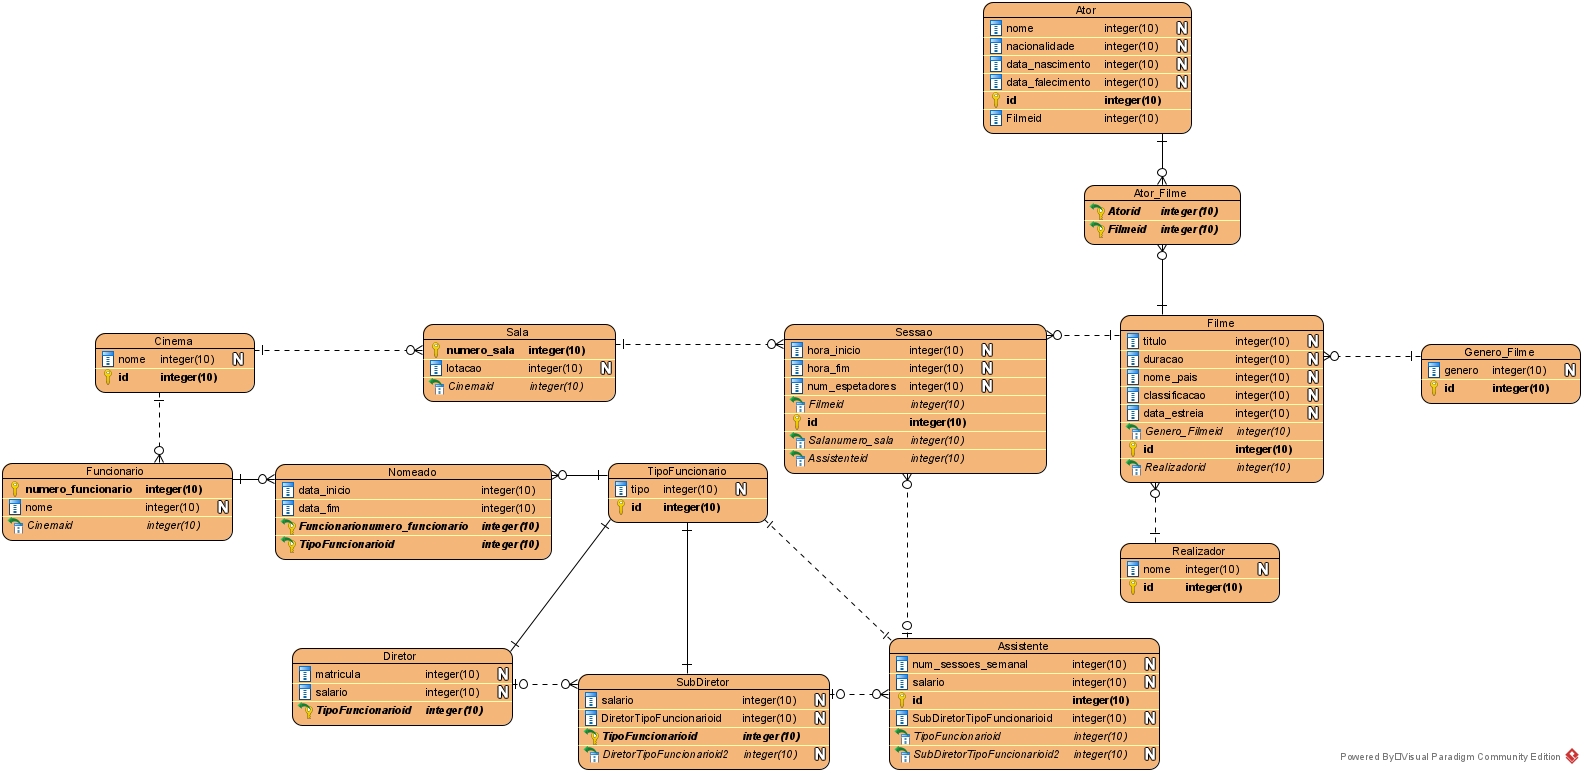 Ator
nome integer(10) N
nacionalidade integer(10) N
data_nascimento integer(10) N
data_falecimento integer(10) N
id integer(10)
Filmeid integer(10)
Ator_Filme
Atorid integer(10)
Filmeid integer(10)
Cinema
nome integer(10) N
id integer(10)
Sala
numero_sala integer(10)
lotacao integer(10) N
Cinemaid integer(10)
Sessao
hora_inicio integer(10) N
hora_fim integer(10) N
num_espetadores integer(10) N
Filmeid integer(10)
id integer(10)
Salanumero_sala integer(10)
Assistenteid integer(10)
Filme
titulo integer(10) N
duracao integer(10) N
nome_pais integer(10) N
classificacao integer(10) N
data_estreia integer(10) N
Genero_Filmeid integer(10)
id integer(10)
Realizadorid integer(10)
Genero_Filme
genero integer(10) N
id integer(10)
Funcionario
numero_funcionario integer(10)
nome integer(10) N
Cinemaid integer(10)
Nomeado
data_inicio integer(10)
data_fim integer(10)
Funcionarionumero_funcionario integer(10)
TipoFuncionarioid integer(10)
TipoFuncionario
tipo integer(10) N
id integer(10)
Realizador
nome integer(10) N
id integer(10)
Diretor
matricula integer(10) N
salario integer(10) N
TipoFuncionarioid integer(10)
SubDiretor
salario integer(10) N
DiretorTipoFuncionarioid integer(10) N
TipoFuncionarioid integer(10)
DiretorTipoFuncionarioid2 integer(10) N
Assistente
num_sessoes_semanal integer(10) N
salario integer(10) N
id integer(10)
SubDiretorTipoFuncionarioid integer(10) N
TipoFuncionarioid integer(10)
SubDiretorTipoFuncionarioid2 integer(10) N
Powered By Visual Paradigm Community Edition